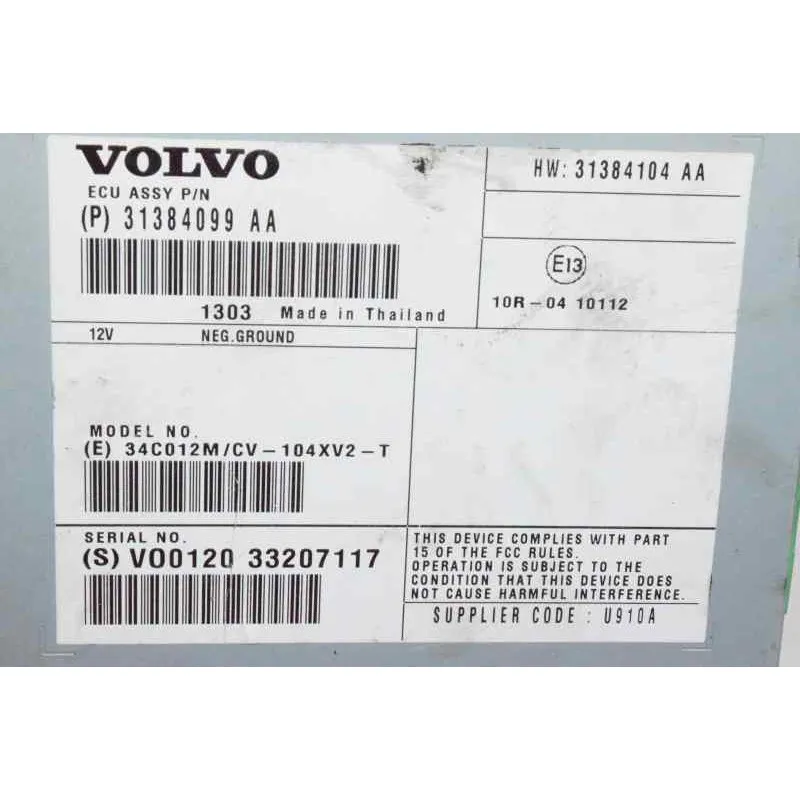 VOLVO
ECU ASSY P/N
(P) 31384099 AA
1303 Made in Thailand
HW: 31384104 AA
E13
10R-04 10112
12V NEG.GROUND
MODEL NO.
(E) 34C012M/CV-104XV2-T
SERIAL NO.
(S) VO0120 33207117
THIS DEVICE COMPLIES WITH PART
15 OF THE FCC RULES.
OPERATION IS SUBJECT TO THE
CONDITION THAT THIS DEVICE DOES
NOT CAUSE HARMFUL INTERFERENCE.
SUPPLIER CODE : U910A